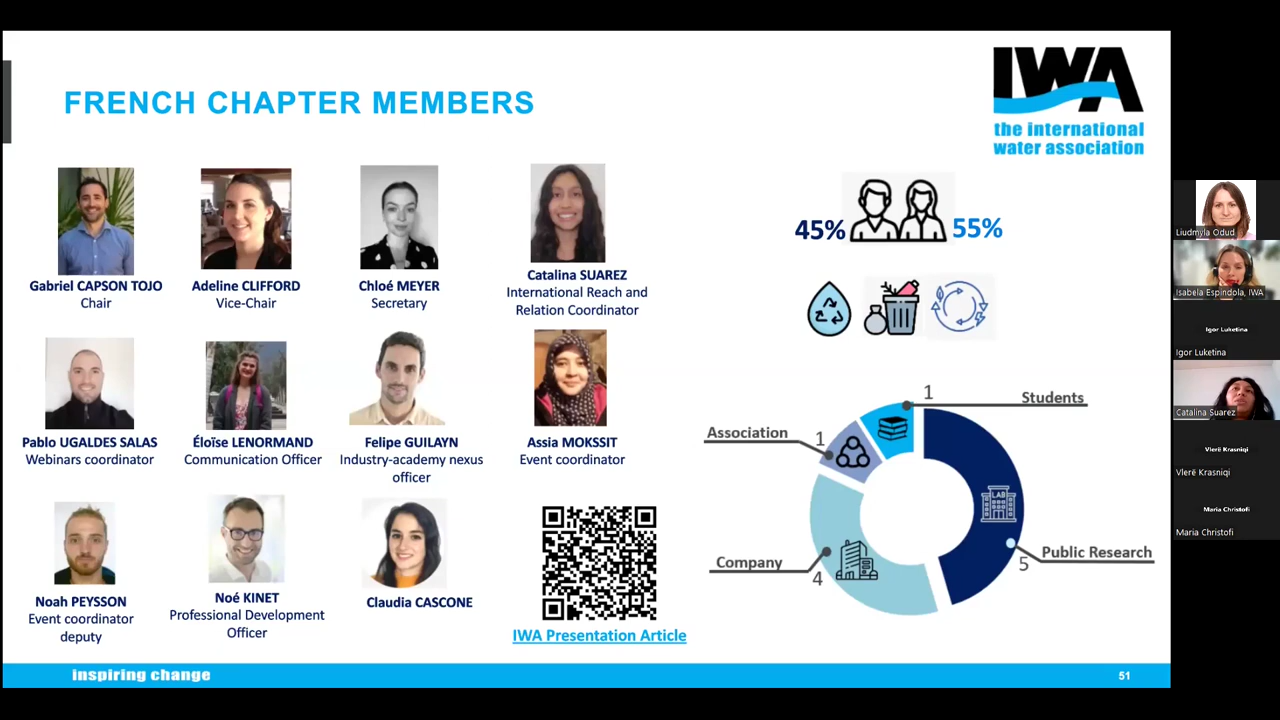 FRENCH CHAPTER MEMBERS
IWA
the international
water association
Gabriel CAPSON TOJO
Chair
Adeline CLIFFORD
Vice-Chair
Chloé MEYER
Secretary
Catalina SUAREZ
International Reach and
Relation Coordinator
Pablo UGALDES SALAS
Webinars coordinator
Éloïse LENORMAND
Communication Officer
Felipe GUILAYN
Industry-academy nexus
officer
Assia MOKSSIT
Event coordinator
Noah PEYSSON
Event coordinator
deputy
Noé KINET
Professional Development
Officer
Claudia CASCONE
IWA Presentation Article
45%
55%
1
Students
Association
1
LAB
Company
4
Public Research
5
inspiring change
51
Liudmyla Odud
Isabela Espindola, IWA
Igor Luketina
Igor Luketina
Catalina Suarez
Vlerë Krasniqi
Vlerë Krasniqi
Maria Christofi
Maria Christofi